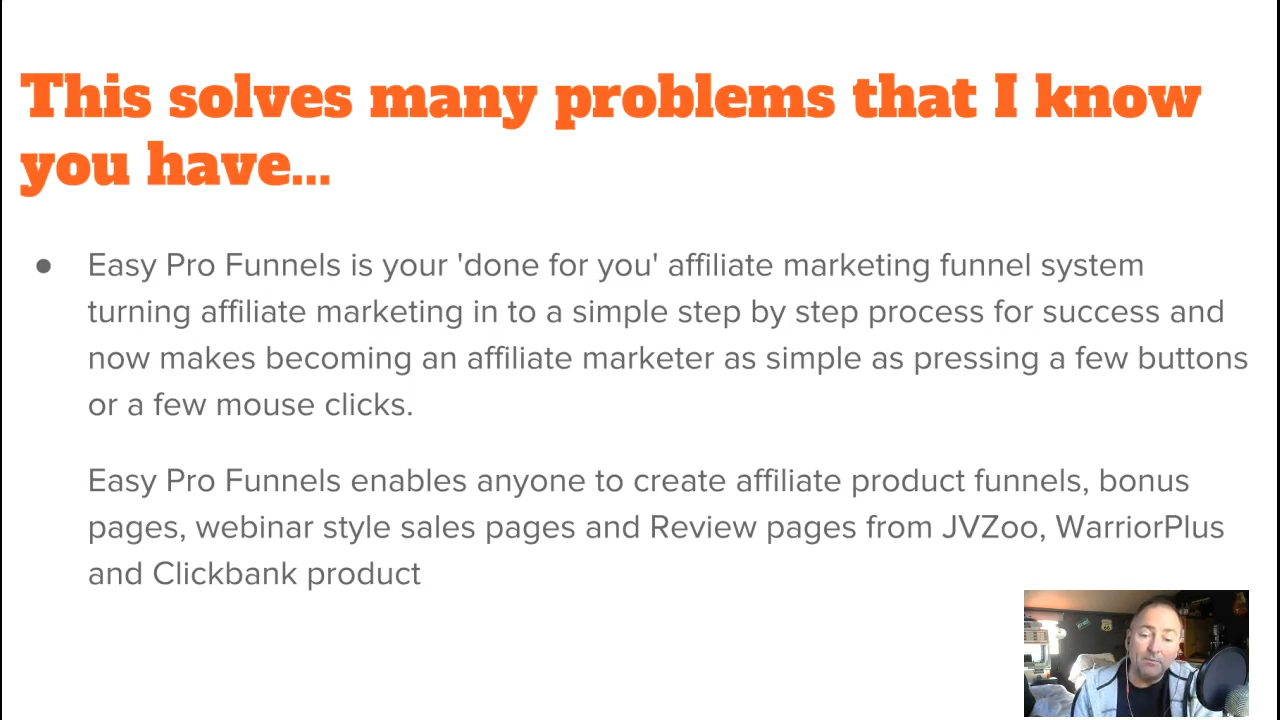 This solves many problems that I know
you have...
● Easy Pro Funnels is your 'done for you' affiliate marketing funnel system
turning affiliate marketing in to a simple step by step process for success and
now makes becoming an affiliate marketer as simple as pressing a few buttons
or a few mouse clicks.
Easy Pro Funnels enables anyone to create affiliate product funnels, bonus
pages, webinar style sales pages and Review pages from JVZoo, WarriorPlus
and Clickbank product